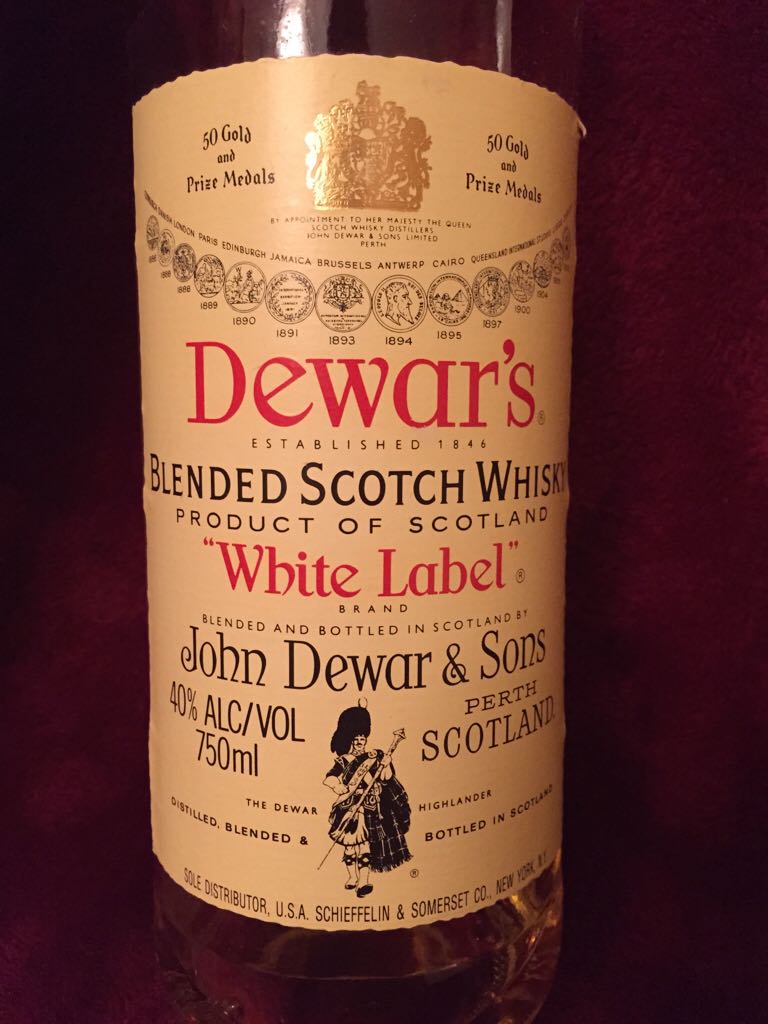 50 Gold
and
Prize Medals
50 Gold
and
Prize Medals
BY APPOINTMENT TO HER MAJESTY THE QUEEN
SCOTCH WHISKY DISTILLERS
JOHN DEWAR & SONS LIMITED
PERTH
LONDON PARIS EDINBURGH JAMAICA BRUSSELS ANTWERP CAIRO QUEENSLAND INTERNATIONAL
1888 1889 1890 1891 1893 1894 1895 1897 1900 1904
Dewar's®
ESTABLISHED 1846
BLENDED SCOTCH WHISKY
PRODUCT OF SCOTLAND
"White Label"®
BRAND
BLENDED AND BOTTLED IN SCOTLAND BY
John Dewar & Sons
PERTH
SCOTLAND.
40% ALC/VOL
750ml
THE DEWAR HIGHLANDER
DISTILLED, BLENDED & BOTTLED IN SCOTLAND
®
SOLE DISTRIBUTOR, U.S.A. SCHIEFFELIN & SOMERSET CO., NEW YORK, N.Y.